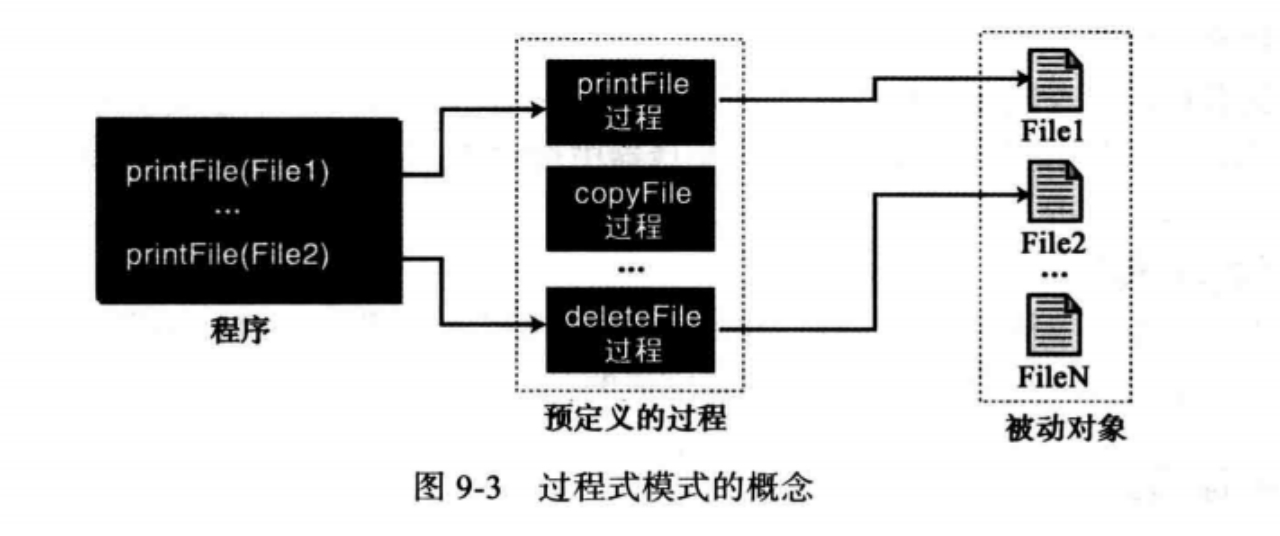 printFile(File1)
...
printFile(File2)
程序
printFile
过程
copyFile
过程
...
deleteFile
过程
预定义的过程
File1
File2
...
FileN
被动对象
图 9-3 过程式模式的概念